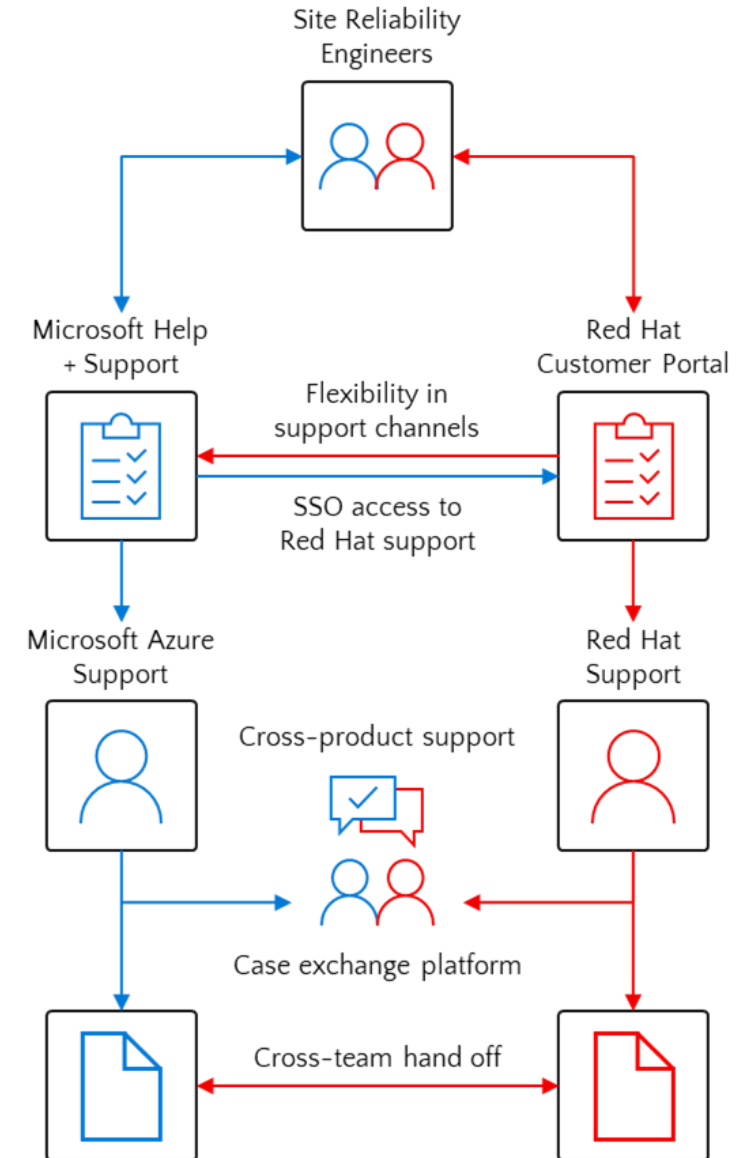 Site Reliability
Engineers
Microsoft Help
+ Support
Red Hat
Customer Portal
Flexibility in
support channels
SSO access to
Red Hat support
Microsoft Azure
Support
Red Hat
Support
Cross-product support
Case exchange platform
Cross-team hand off